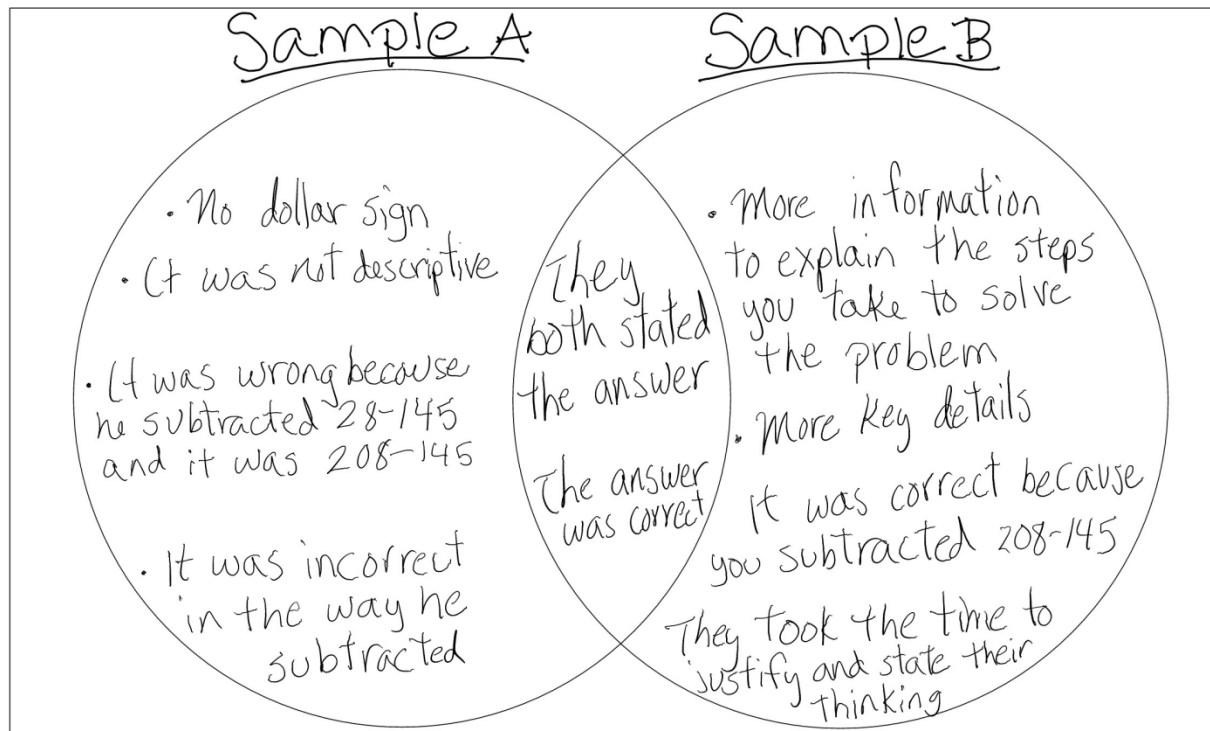 Sample A
Sample B
· No dollar sign
· It was not descriptive
· It was wrong because
he subtracted 28-145
and it was 208-145
· It was incorrect
in the way he
subtracted
They
both stated
the answer
The answer
was correct
· More information
to explain the steps
you take to solve
the problem
· More key details
It was correct because
you subtracted 208-145
They took the time to
justify and state their
thinking